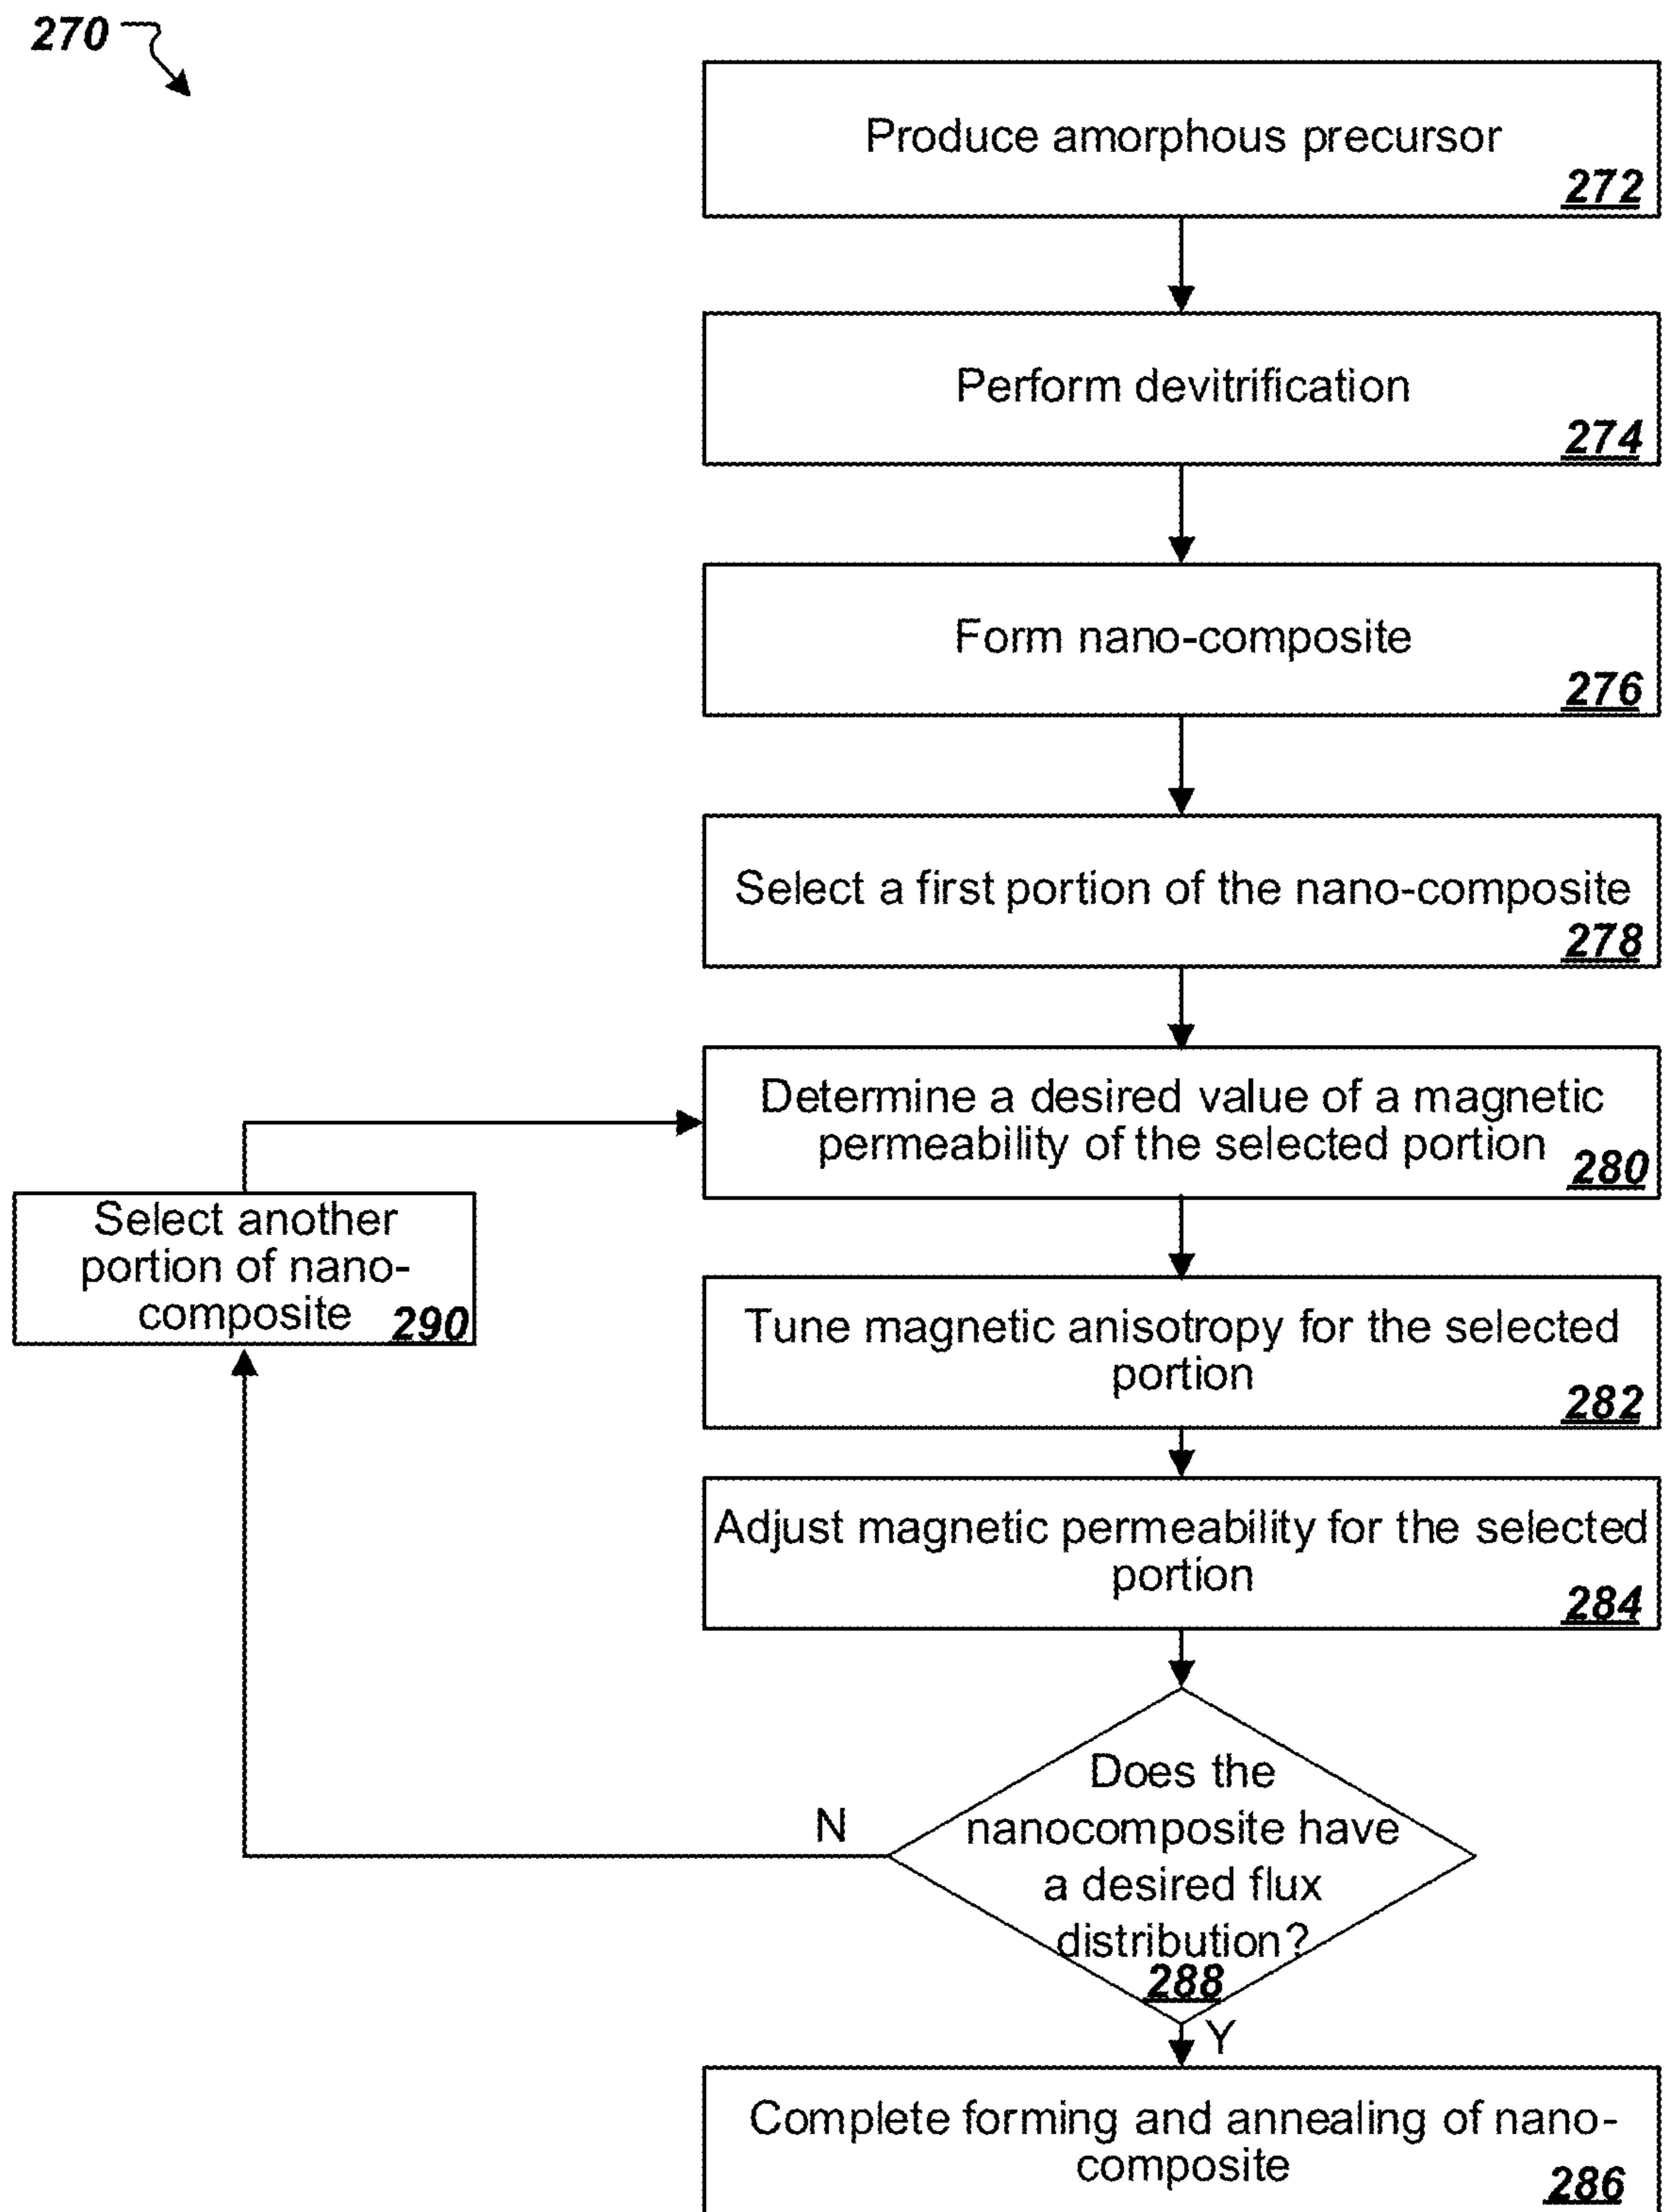 270
Produce amorphous precursor
272
Perform devitrification
274
Form nano-composite
276
Select a first portion of the nano-composite
278
Determine a desired value of a magnetic
permeability of the selected portion
280
Select another
portion of nano-
composite
290
Tune magnetic anisotropy for the selected
portion
282
Adjust magnetic permeability for the selected
portion
284
Does the
nanocomposite have
a desired flux
distribution?
288
N
Y
Complete forming and annealing of nano-
composite
286